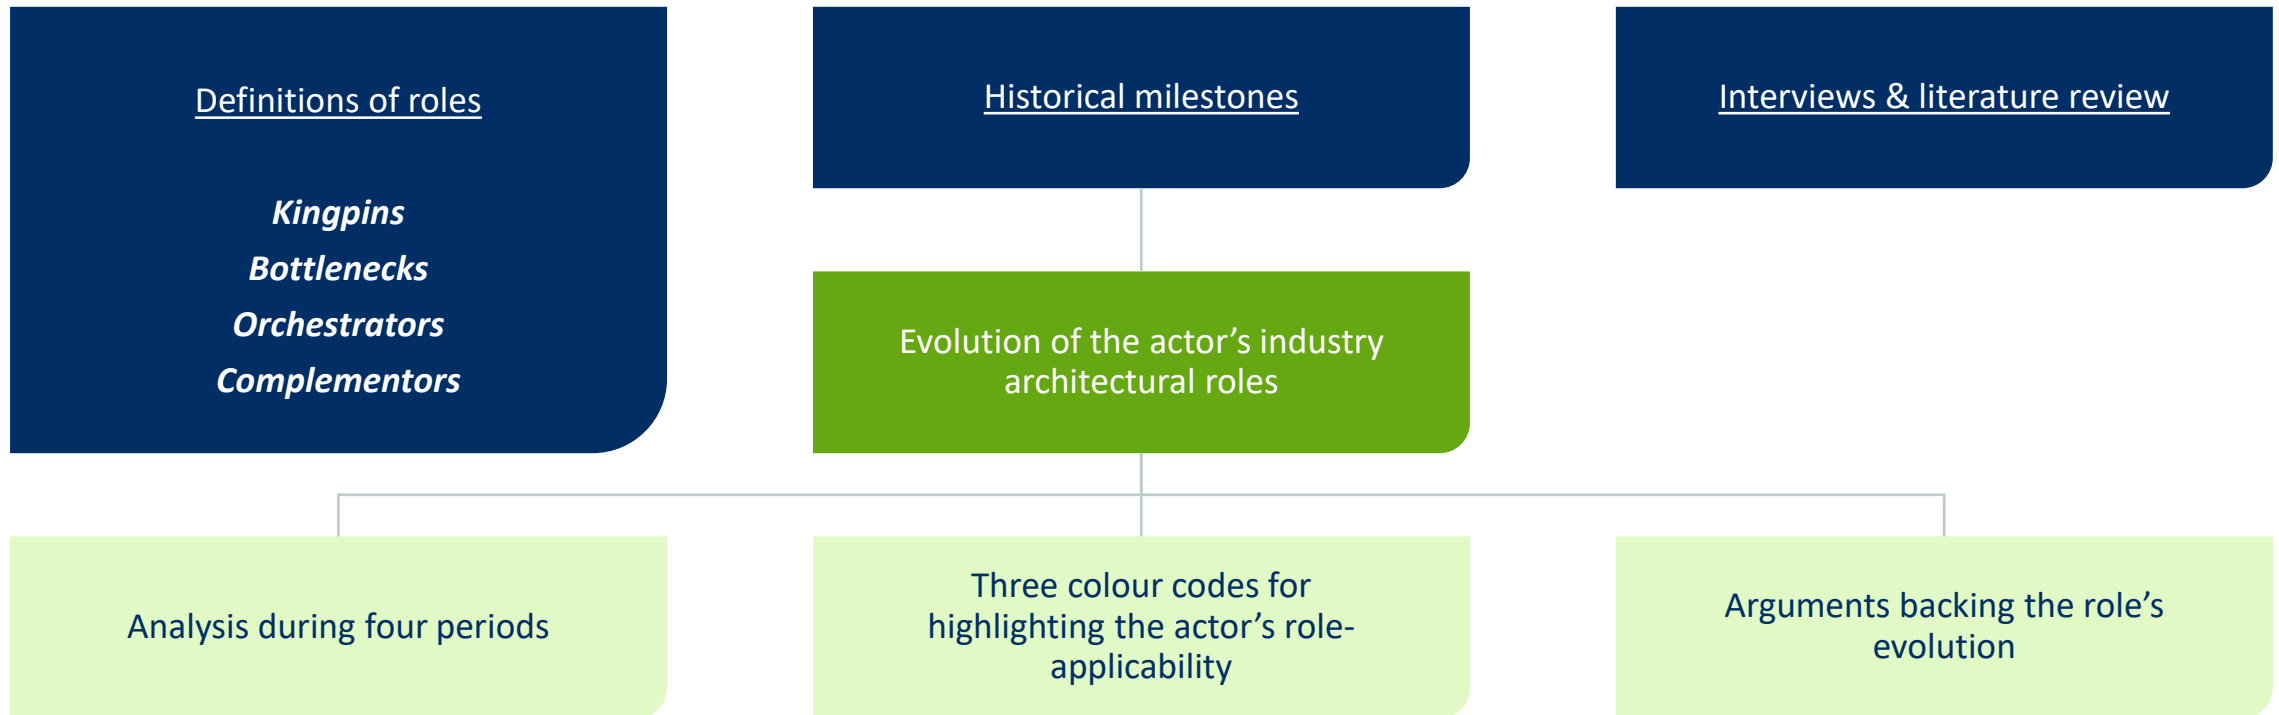 Definitions of roles
Kingpins
Bottlenecks
Orchestrators
Complementors
Historical milestones
Interviews & literature review
Evolution of the actor’s industry
architectural roles
Analysis during four periods
Three colour codes for
highlighting the actor’s role-
applicability
Arguments backing the role’s
evolution